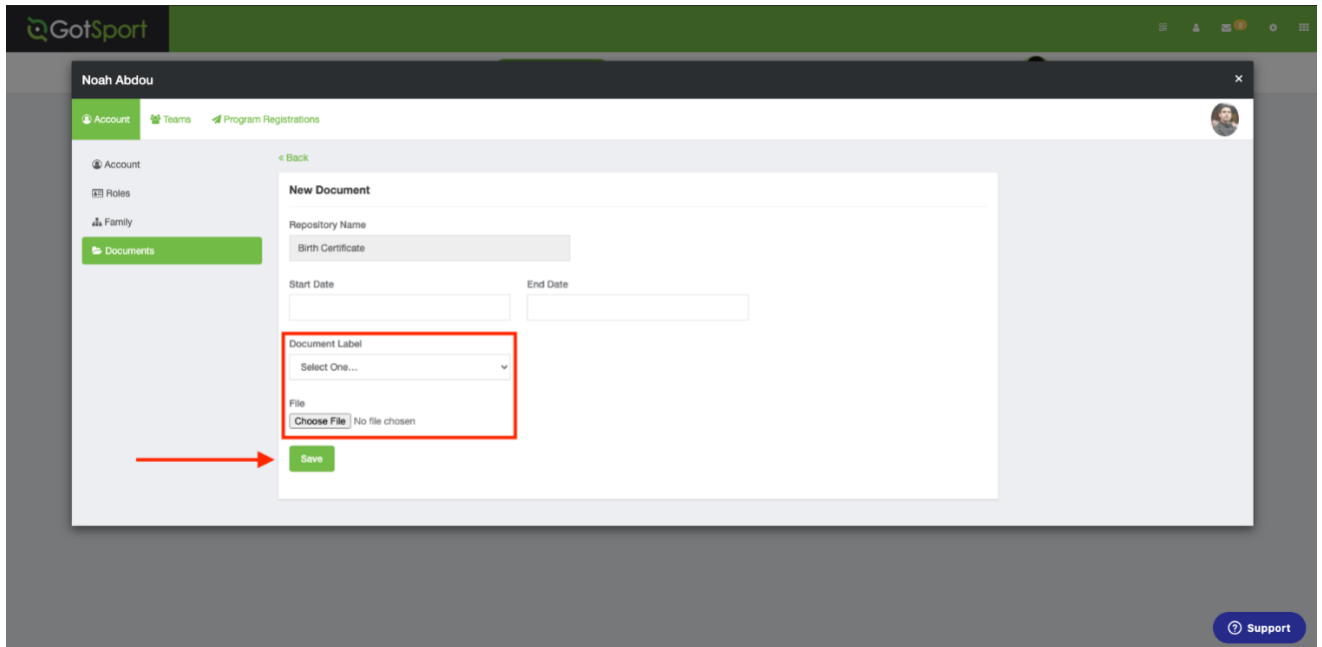 GotSport
Noah Abdou
×
Account Teams Program Registrations
Account
Roles
Family
Documents
« Back
New Document
Repository Name
Birth Certificate
Start Date End Date
Document Label
Select One...
File
Choose File No file chosen
Save
Support